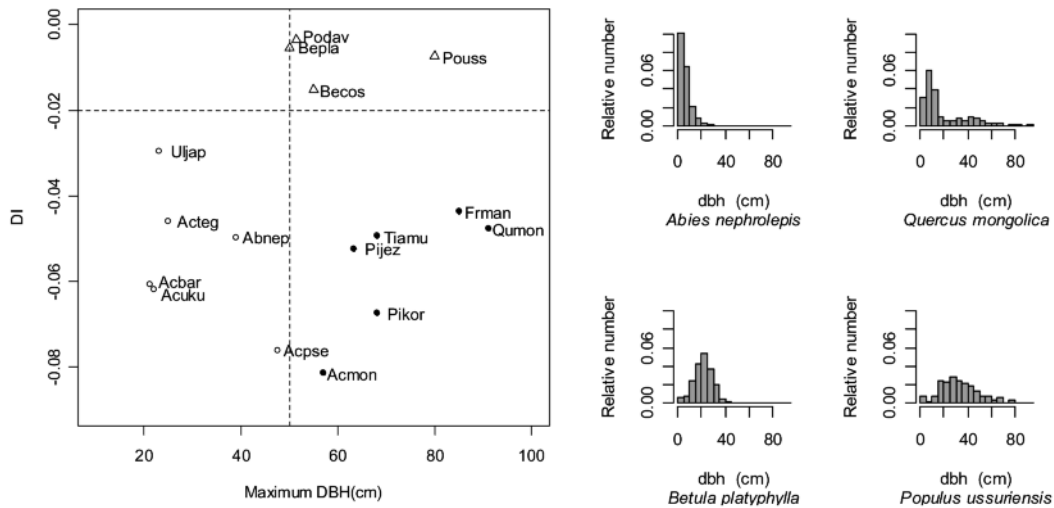 0.00
-0.02
-0.04
-0.06
-0.08
DI
Podav
Bepla
Pouss
Becos
Uljap
Acteg
Abnep
Frman
Qumon
Tiamu
Pijez
Acbar
Acuku
Pikor
Acpse
Acmon
20 40 60 80 100
Maximum DBH(cm)
Relative number
0.00 0.06
0 40 80
dbh (cm)
Abies nephrolepis
Relative number
0.00 0.06
0 40 80
dbh (cm)
Quercus mongolica
Relative number
0.00 0.06
0 40 80
dbh (cm)
Betula platyphylla
Relative number
0.00 0.06
0 40 80
dbh (cm)
Populus ussuriensis